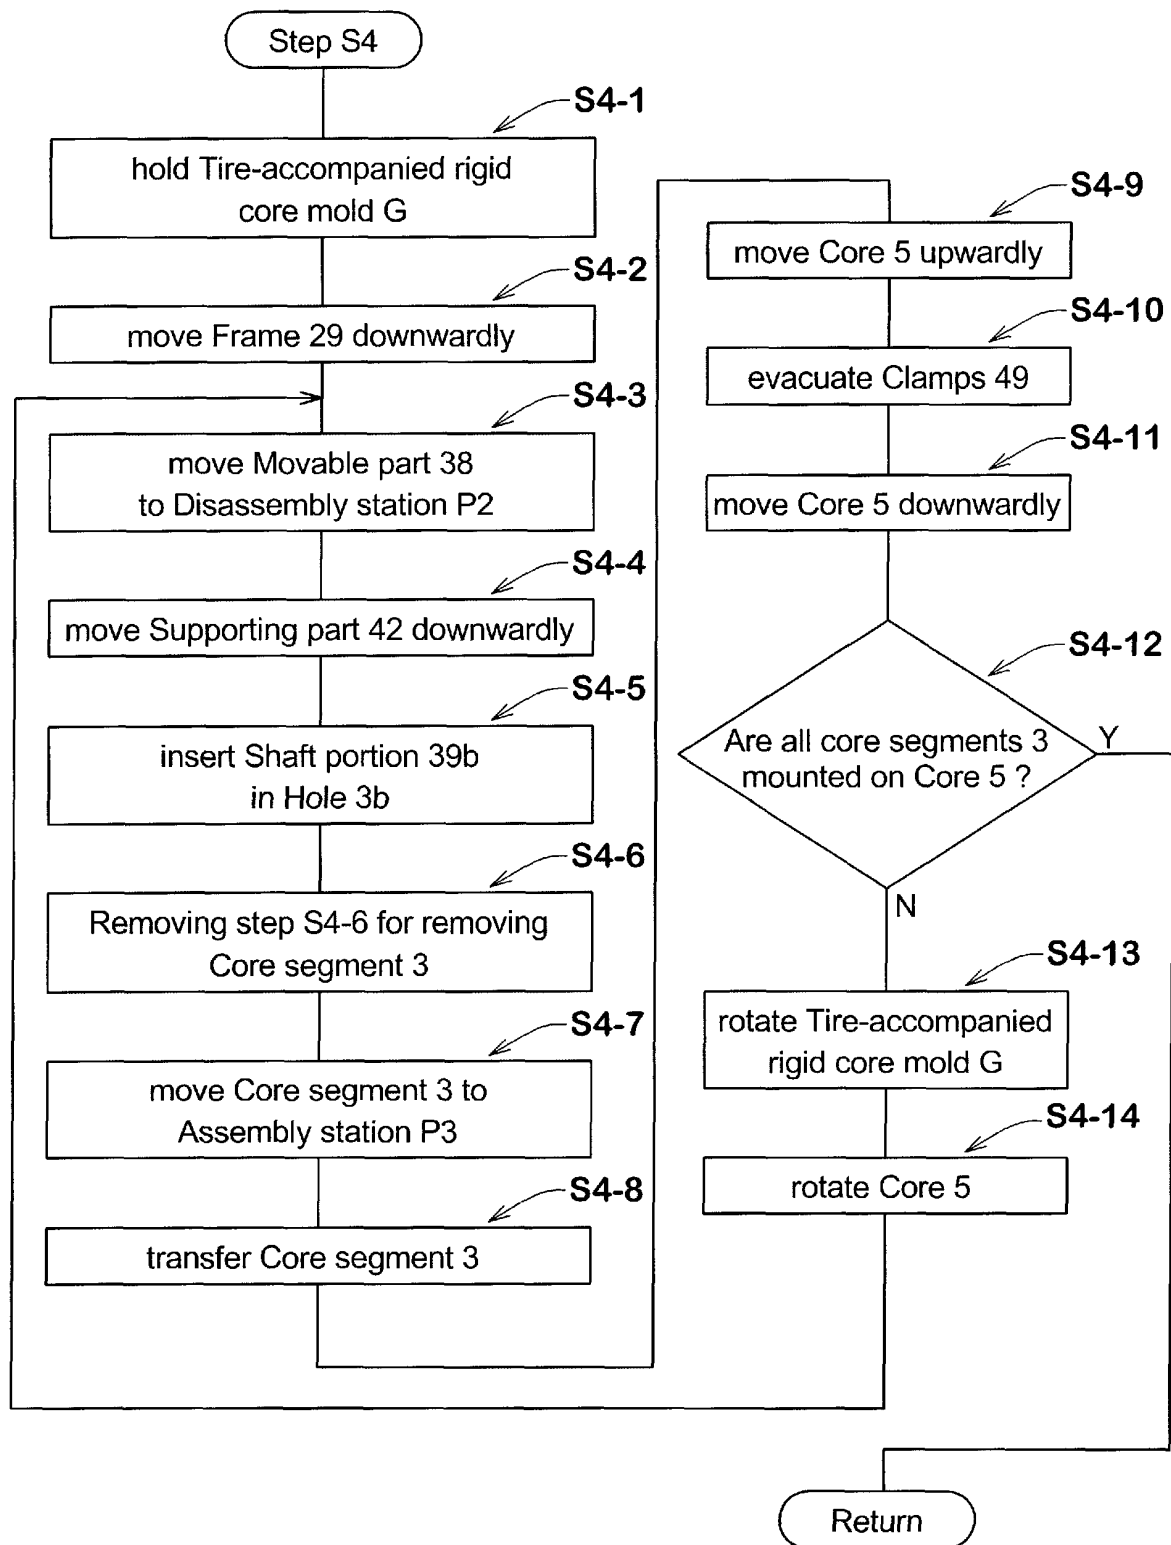 Step S4
S4-1
hold Tire-accompanied rigid
core mold G
S4-2
move Frame 29 downwardly
S4-3
move Movable part 38
to Disassembly station P2
S4-4
move Supporting part 42 downwardly
S4-5
insert Shaft portion 39b
in Hole 3b
S4-6
Removing step S4-6 for removing
Core segment 3
S4-7
move Core segment 3 to
Assembly station P3
S4-8
transfer Core segment 3
S4-9
move Core 5 upwardly
S4-10
evacuate Clamps 49
S4-11
move Core 5 downwardly
S4-12
Are all core segments 3
mounted on Core 5 ?
Y
N
S4-13
rotate Tire-accompanied
rigid core mold G
S4-14
rotate Core 5
Return